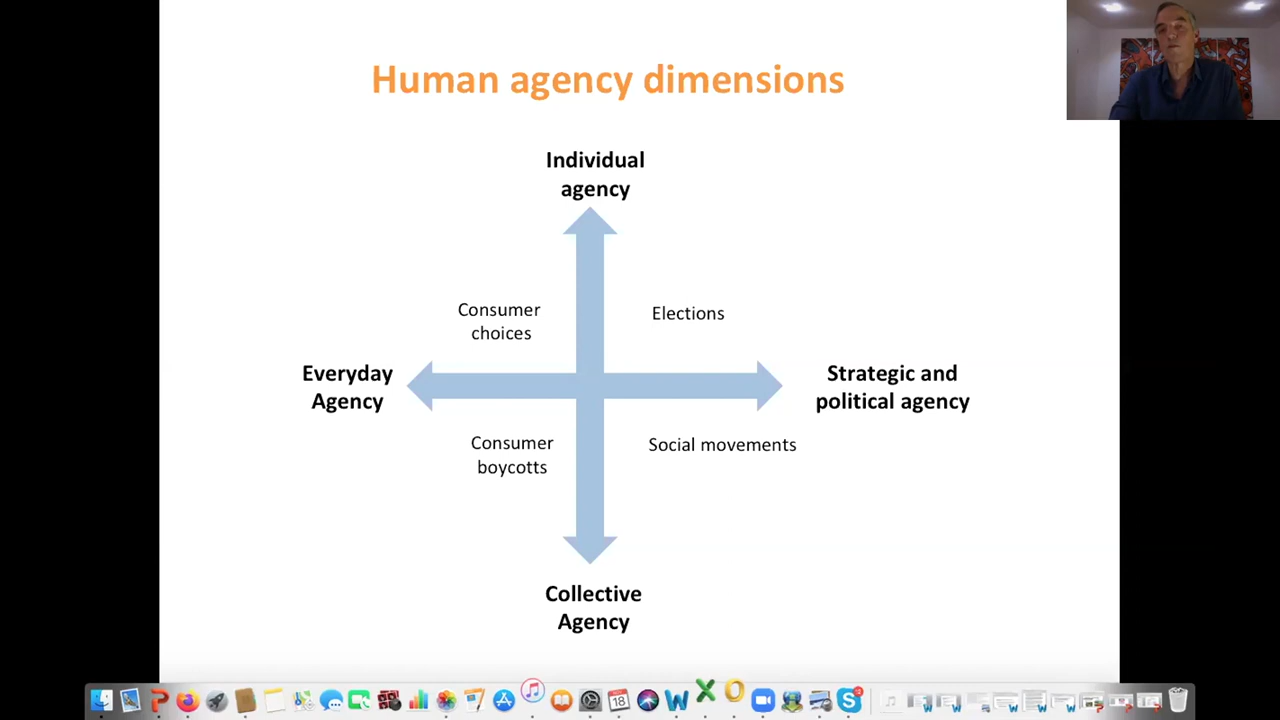 Human agency dimensions
Individual
agency
Consumer
choices
Elections
Everyday
Agency
Strategic and
political agency
Consumer
boycotts
Social movements
Collective
Agency
18